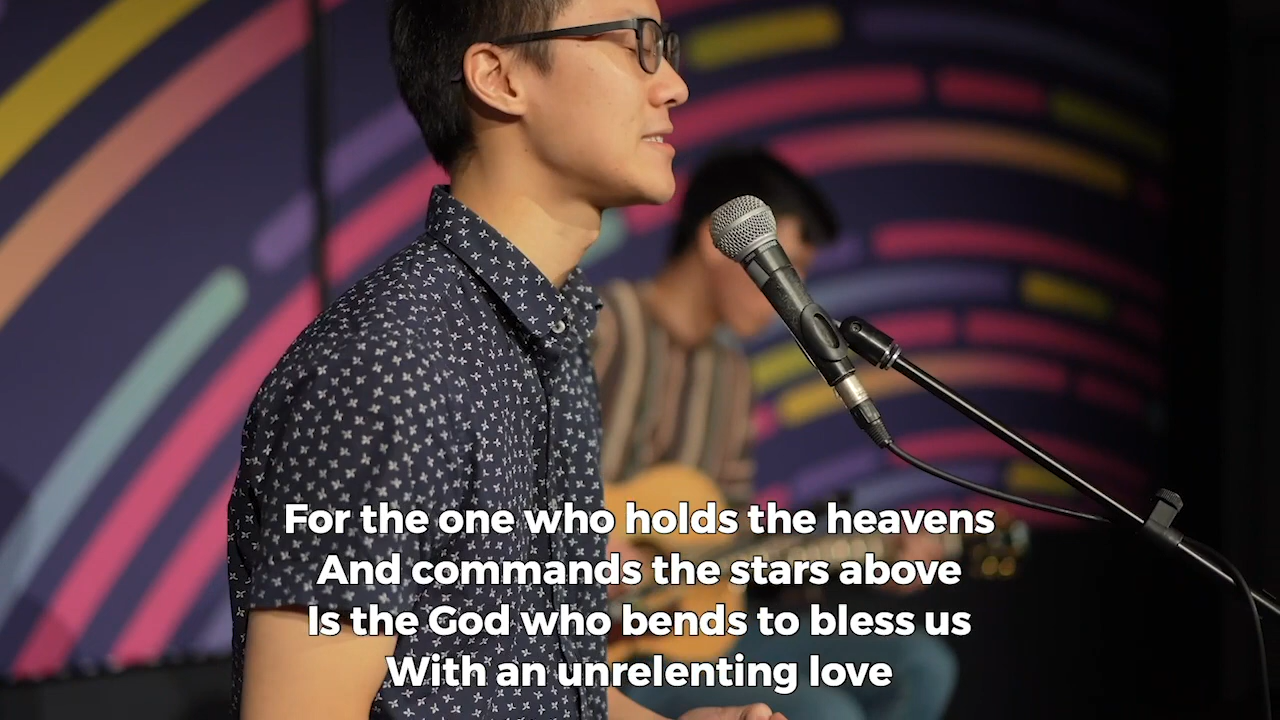 For the one who holds the heavens
And commands the stars above
Is the God who bends to bless us
With an unrelenting love